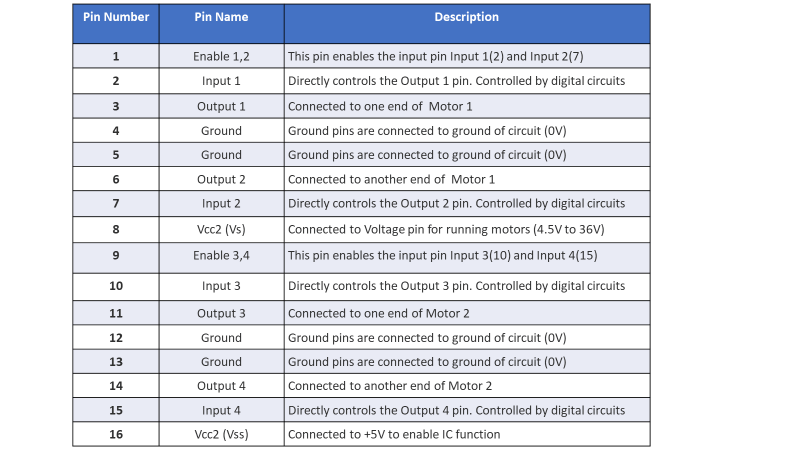 Pin Number Pin Name Description
1 Enable 1,2 This pin enables the input pin Input 1(2) and Input 2(7)
2 Input 1 Directly controls the Output 1 pin. Controlled by digital circuits
3 Output 1 Connected to one end of Motor 1
4 Ground Ground pins are connected to ground of circuit (0V)
5 Ground Ground pins are connected to ground of circuit (0V)
6 Output 2 Connected to another end of Motor 1
7 Input 2 Directly controls the Output 2 pin. Controlled by digital circuits
8 Vcc2 (Vs) Connected to Voltage pin for running motors (4.5V to 36V)
9 Enable 3,4 This pin enables the input pin Input 3(10) and Input 4(15)
10 Input 3 Directly controls the Output 3 pin. Controlled by digital circuits
11 Output 3 Connected to one end of Motor 2
12 Ground Ground pins are connected to ground of circuit (0V)
13 Ground Ground pins are connected to ground of circuit (0V)
14 Output 4 Connected to another end of Motor 2
15 Input 4 Directly controls the Output 4 pin. Controlled by digital circuits
16 Vcc2 (Vss) Connected to +5V to enable IC function